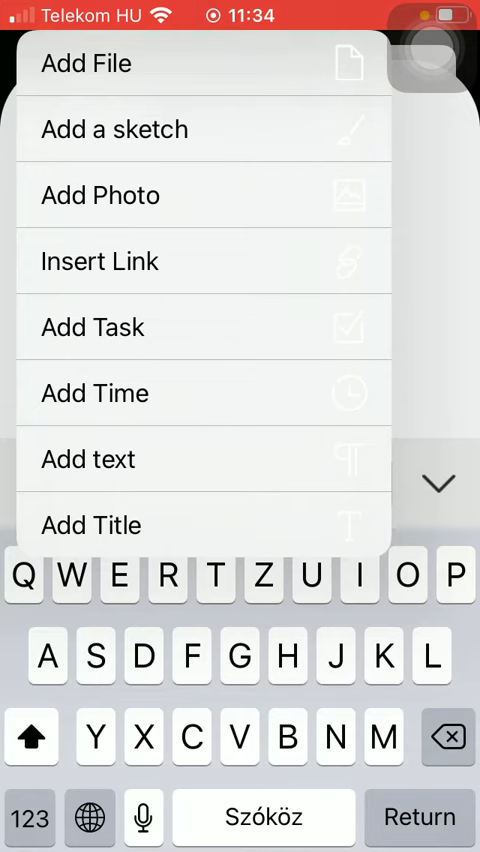 Telekom HU 11:34
Add File
Add a sketch
Add Photo
Insert Link
Add Task
Add Time
Add text
Add Title
Q W E R T Z U I O P
A S D F G H J K L
Y X C V B N M
123 Szóköz Return